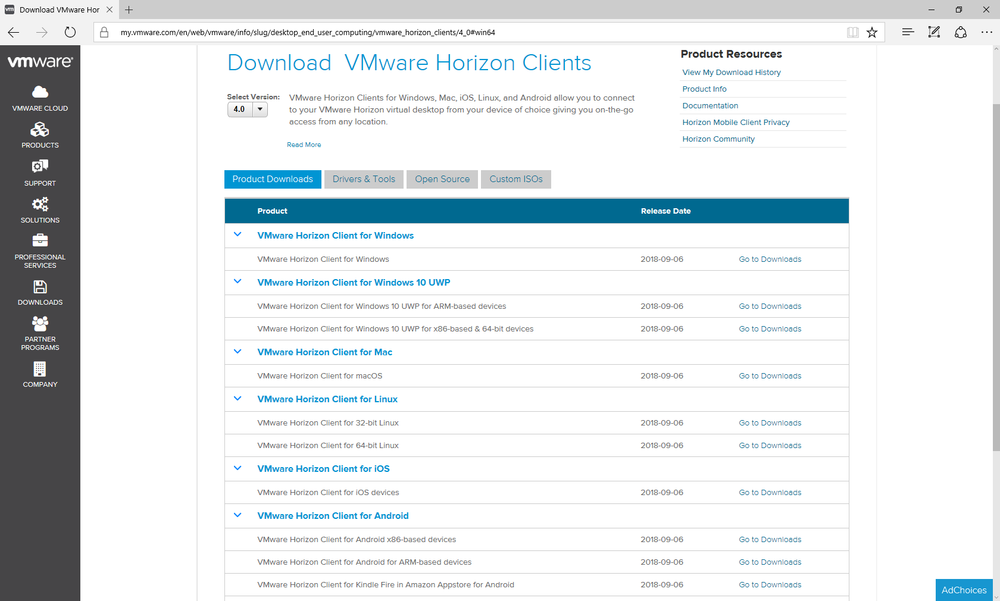 vm Download VMware Hor
my.vmware.com/en/web/vmware/info/slug/desktop_end_user_computing/vmware_horizon_clients/4_0#win64
vmware®
VMWARE CLOUD
PRODUCTS
SUPPORT
SOLUTIONS
PROFESSIONAL
SERVICES
DOWNLOADS
PARTNER
PROGRAMS
COMPANY
Download VMware Horizon Clients
Select Version:
4.0
VMware Horizon Clients for Windows, Mac, iOS, Linux, and Android allow you to connect
to your VMware Horizon virtual desktop from your device of choice giving you on-the-go
access from any location.
Read More
Product Resources
View My Download History
Product Info
Documentation
Horizon Mobile Client Privacy
Horizon Community
Product Downloads Drivers & Tools Open Source Custom ISOs
Product Release Date
VMware Horizon Client for Windows
VMware Horizon Client for Windows 2018-09-06 Go to Downloads
VMware Horizon Client for Windows 10 UWP
VMware Horizon Client for Windows 10 UWP for ARM-based devices 2018-09-06 Go to Downloads
VMware Horizon Client for Windows 10 UWP for x86-based & 64-bit devices 2018-09-06 Go to Downloads
VMware Horizon Client for Mac
VMware Horizon Client for macOS 2018-09-06 Go to Downloads
VMware Horizon Client for Linux
VMware Horizon Client for 32-bit Linux 2018-09-06 Go to Downloads
VMware Horizon Client for 64-bit Linux 2018-09-06 Go to Downloads
VMware Horizon Client for iOS
VMware Horizon Client for iOS devices 2018-09-06 Go to Downloads
VMware Horizon Client for Android
VMware Horizon Client for Android x86-based devices 2018-09-06 Go to Downloads
VMware Horizon Client for Android for ARM-based devices 2018-09-06 Go to Downloads
VMware Horizon Client for Kindle Fire in Amazon Appstore for Android 2018-09-06 Go to Downloads
AdChoices